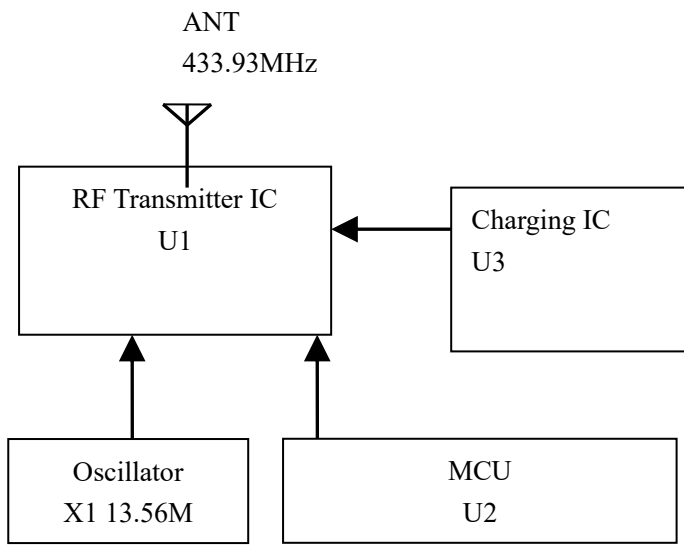 ANT
433.93MHz
RF Transmitter IC
U1
Charging IC
U3
Oscillator
X1 13.56M
MCU
U2